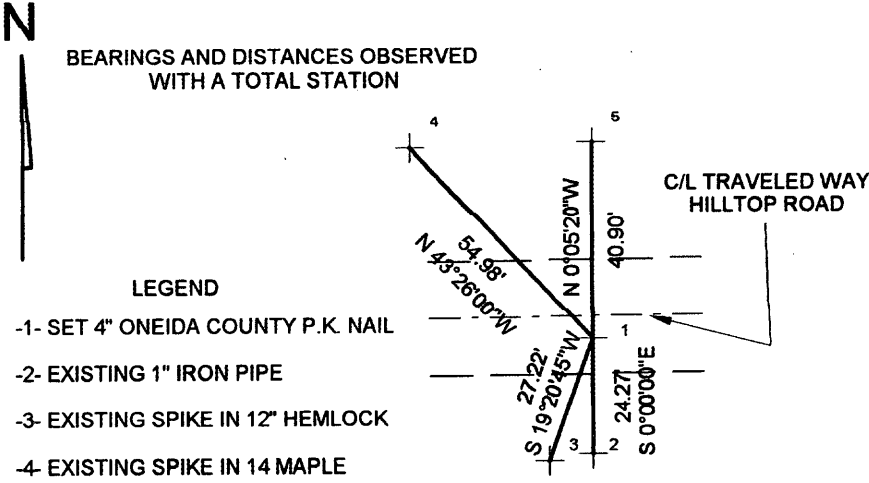 N
BEARINGS AND DISTANCES OBSERVED
WITH A TOTAL STATION
4
5
C/L TRAVELED WAY
HILLTOP ROAD
N 0°05'20"W
40.90'
54.98'
N 43°26'00"W
LEGEND
-1- SET 4" ONEIDA COUNTY P.K. NAIL
1
-2- EXISTING 1" IRON PIPE
27.22'
S 19°20'45"W
24.27
S 0°00'00"E
-3- EXISTING SPIKE IN 12" HEMLOCK
3
2
-4- EXISTING SPIKE IN 14 MAPLE